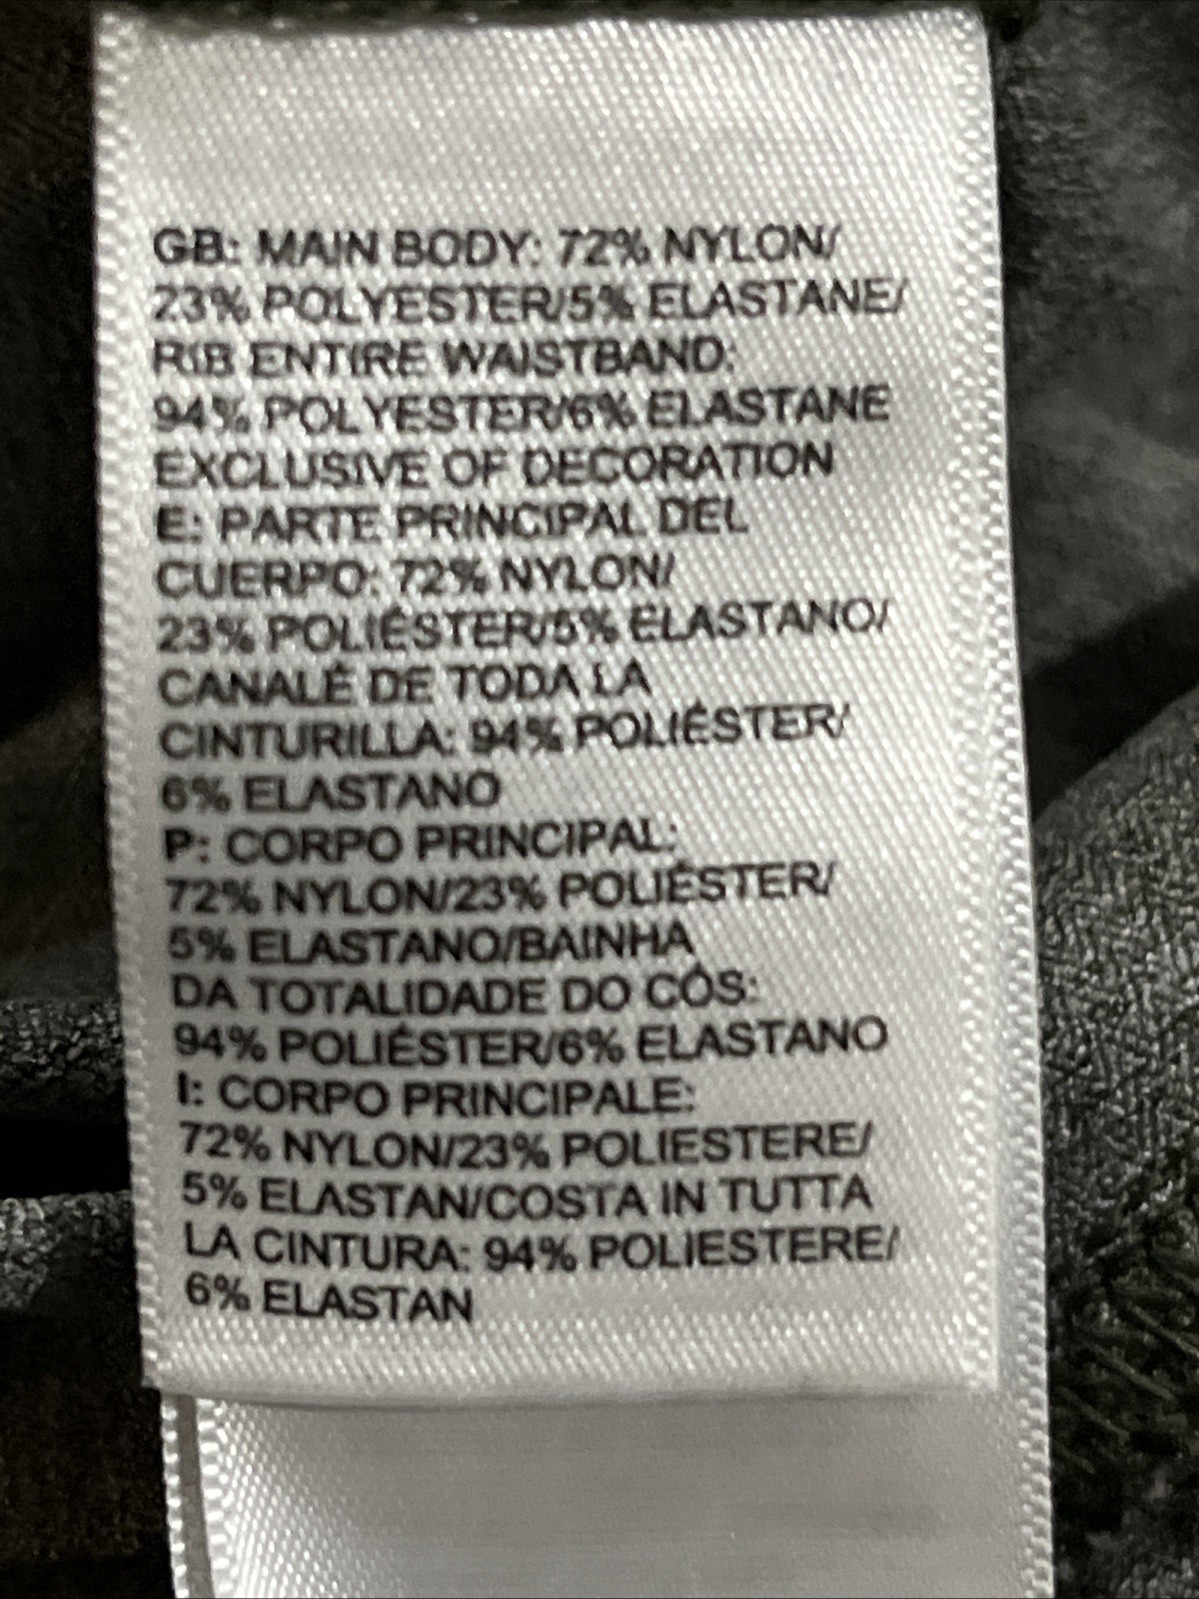 GB: MAIN BODY: 72% NYLON/
23% POLYESTER/5% ELASTANE/
RIB ENTIRE WAISTBAND:
94% POLYESTER/6% ELASTANE
EXCLUSIVE OF DECORATION
E: PARTE PRINCIPAL DEL
CUERPO: 72% NYLON/
23% POLIÉSTER/5% ELASTANO/
CANALÉ DE TODA LA
CINTURILLA: 94% POLIÉSTER/
6% ELASTANO
P: CORPO PRINCIPAL:
72% NYLON/23% POLIÉSTER/
5% ELASTANO/BAINHA
DA TOTALIDADE DO CÓS:
94% POLIÉSTER/6% ELASTANO
I: CORPO PRINCIPALE:
72% NYLON/23% POLIESTERE/
5% ELASTAN/COSTA IN TUTTA
LA CINTURA: 94% POLIESTERE/
6% ELASTAN